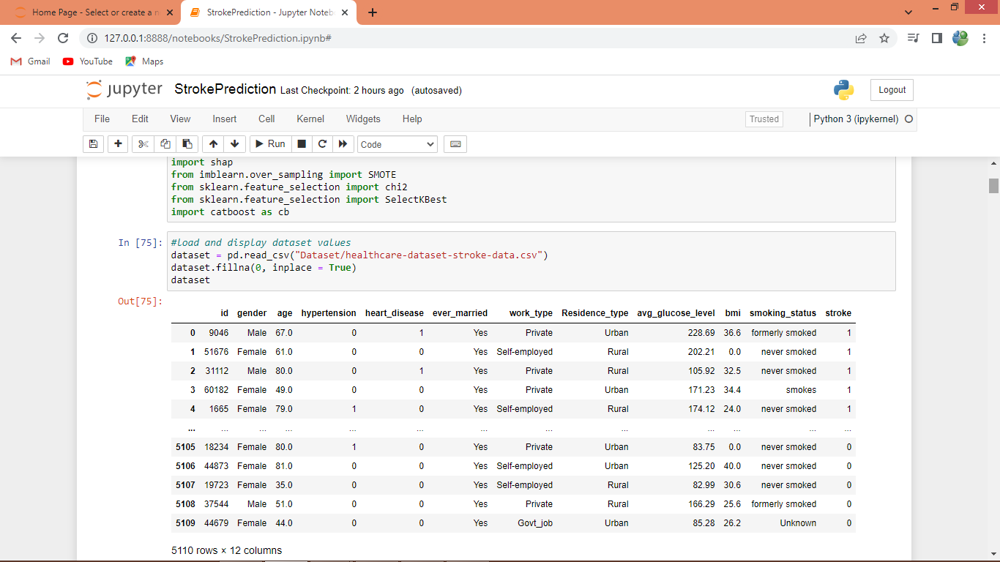 Home Page - Select or create a n
StrokePrediction - Jupyter Noteb
127.0.0.1:8888/notebooks/StrokePrediction.ipynb#
Gmail YouTube Maps
jupyter StrokePrediction Last Checkpoint: 2 hours ago (autosaved)
Logout
File Edit View Insert Cell Kernel Widgets Help
Trusted Python 3 (ipykernel)
Run Code
import shap
from imblearn.over_sampling import SMOTE
from sklearn.feature_selection import chi2
from sklearn.feature_selection import SelectKBest
import catboost as cb
In [75]: #load and display dataset values
dataset = pd.read_csv("Dataset/healthcare-dataset-stroke-data.csv")
dataset.fillna(0, inplace = True)
dataset
Out[75]:
id gender age hypertension heart_disease ever_married work_type Residence_type avg_glucose_level bmi smoking_status stroke
0 9046 Male 67.0 0 1 Yes Private Urban 228.69 36.6 formerly smoked 1
1 51676 Female 61.0 0 0 Yes Self-employed Rural 202.21 0.0 never smoked 1
2 31112 Male 80.0 0 1 Yes Private Rural 105.92 32.5 never smoked 1
3 60182 Female 49.0 0 0 Yes Private Urban 171.23 34.4 smokes 1
4 1665 Female 79.0 1 0 Yes Self-employed Rural 174.12 24.0 never smoked 1
... ... ... ... ... ... ... ... ... ... ... ... ...
5105 18234 Female 80.0 1 0 Yes Private Urban 83.75 0.0 never smoked 0
5106 44873 Female 81.0 0 0 Yes Self-employed Urban 125.20 40.0 never smoked 0
5107 19723 Female 35.0 0 0 Yes Self-employed Rural 82.99 30.6 never smoked 0
5108 37544 Male 51.0 0 0 Yes Private Rural 166.29 25.6 formerly smoked 0
5109 44679 Female 44.0 0 0 Yes Govt_job Urban 85.28 26.2 Unknown 0
5110 rows × 12 columns